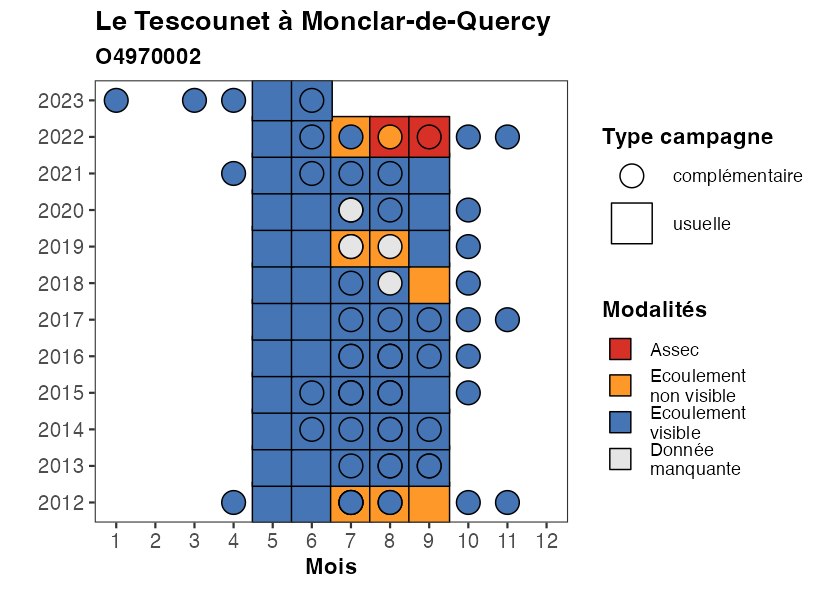 Le Tescounet à Monclar-de-Quercy
O4970002
2023
2022
2021
2020
2019
2018
2017
2016
2015
2014
2013
2012
1 2 3 4 5 6 7 8 9 10 11 12
Mois
Type campagne
complémentaire
usuelle
Modalités
Assec
Ecoulement
non visible
Ecoulement
visible
Donnée
manquante